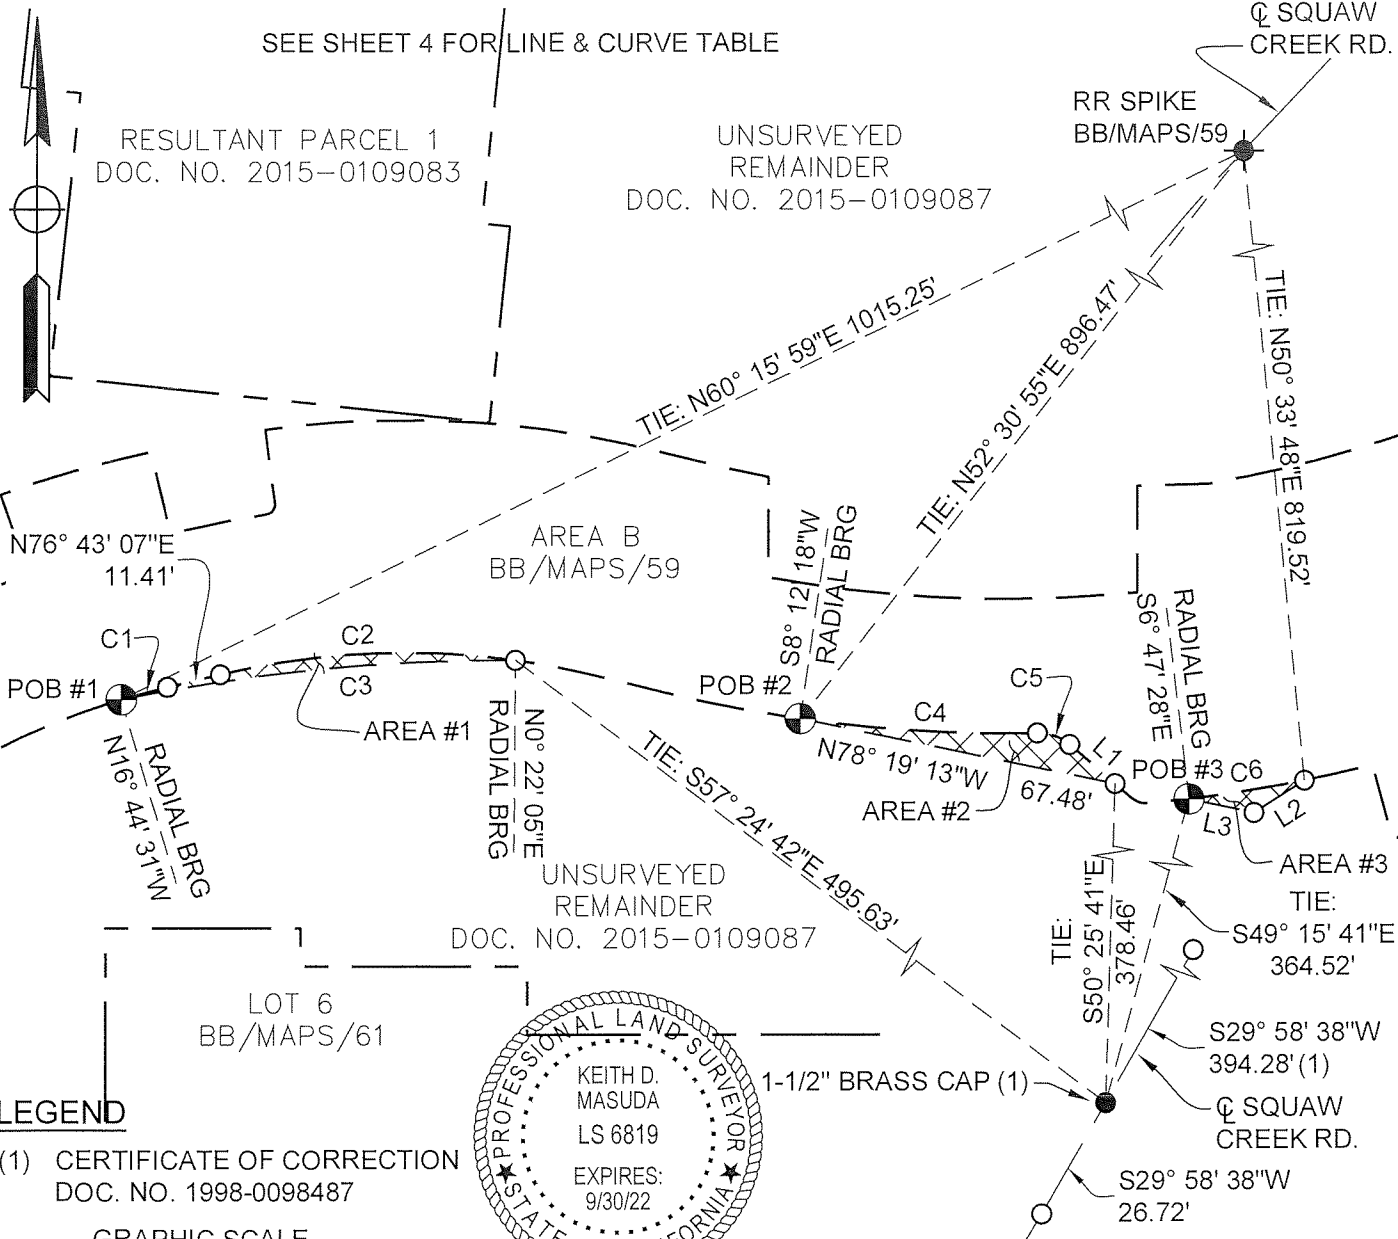 ℄ SQUAW
CREEK RD.
SEE SHEET 4 FOR LINE & CURVE TABLE
RR SPIKE
BB/MAPS/59
RESULTANT PARCEL 1
DOC. NO. 2015-0109083
UNSURVEYED
REMAINDER
DOC. NO. 2015-0109087
TIE: N60° 15' 59"E 1015.25'
TIE: N52° 30' 55"E 896.47'
TIE: N50° 33' 48"E 819.52'
N76° 43' 07"E
11.41'
AREA B
BB/MAPS/59
S8° 12' 18"W
RADIAL BRG
RADIAL BRG
S6° 47' 28"E
C1
C2
C3
POB #1
AREA #1
N16° 44' 31"W
RADIAL BRG
N0° 22' 05"E
RADIAL BRG
POB #2
C4
C5
L1
N78° 19' 13"W
67.48'
AREA #2
POB #3
C6
L2
L3
AREA #3
TIE: S57° 24' 42"E 495.63'
TIE:
S50° 25' 41"E
378.46'
TIE:
S49° 15' 41"E
364.52'
UNSURVEYED
REMAINDER
DOC. NO. 2015-0109087
LOT 6
BB/MAPS/61
S29° 58' 38"W
394.28'(1)
1-1/2" BRASS CAP (1)
℄ SQUAW
CREEK RD.
S29° 58' 38"W
26.72'
PROFESSIONAL LAND SURVEYOR
KEITH D.
MASUDA
LS 6819
EXPIRES:
9/30/22
STATE
LEGEND
(1) CERTIFICATE OF CORRECTION
DOC. NO. 1998-0098487
GRAPHIC SCALE